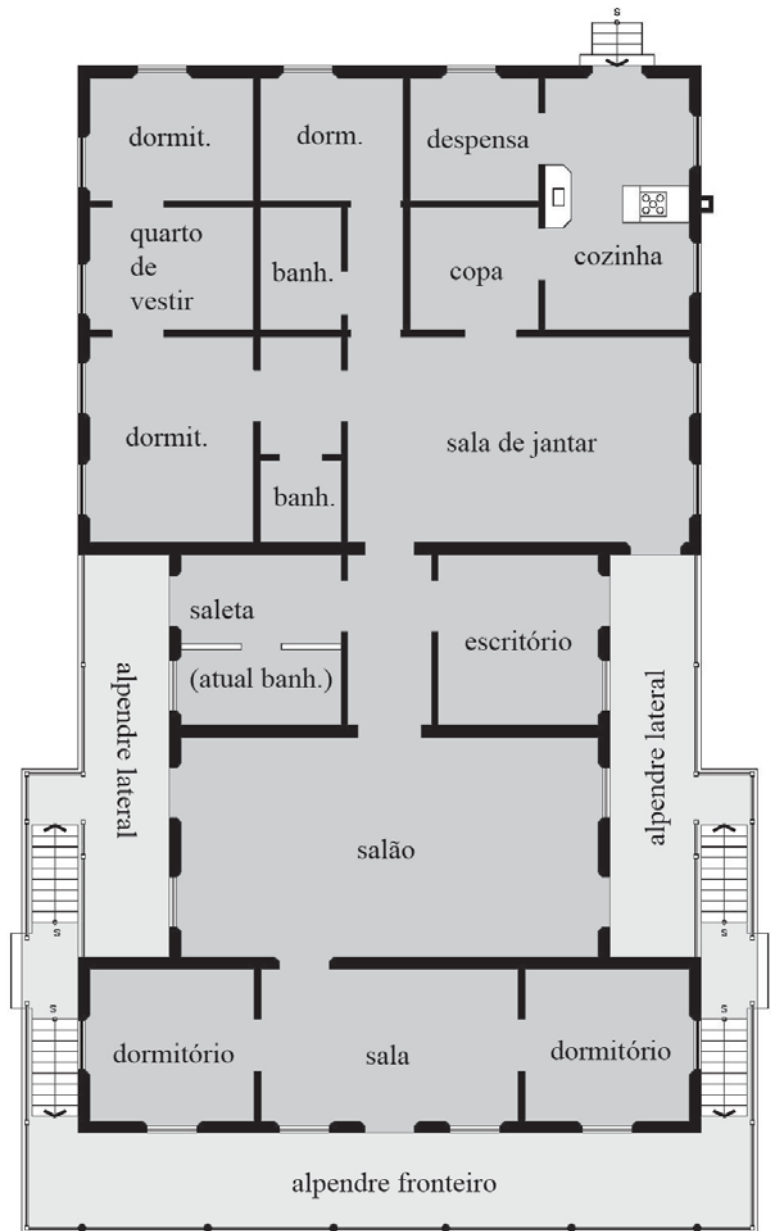 s
dormit.
dorm.
despensa
quarto
de
vestir
banh.
copa
cozinha
dormit.
banh.
sala de jantar
saleta
(atual banh.)
escritório
alpendre lateral
alpendre lateral
salão
s
s
s
s
dormitório
sala
dormitório
alpendre fronteiro